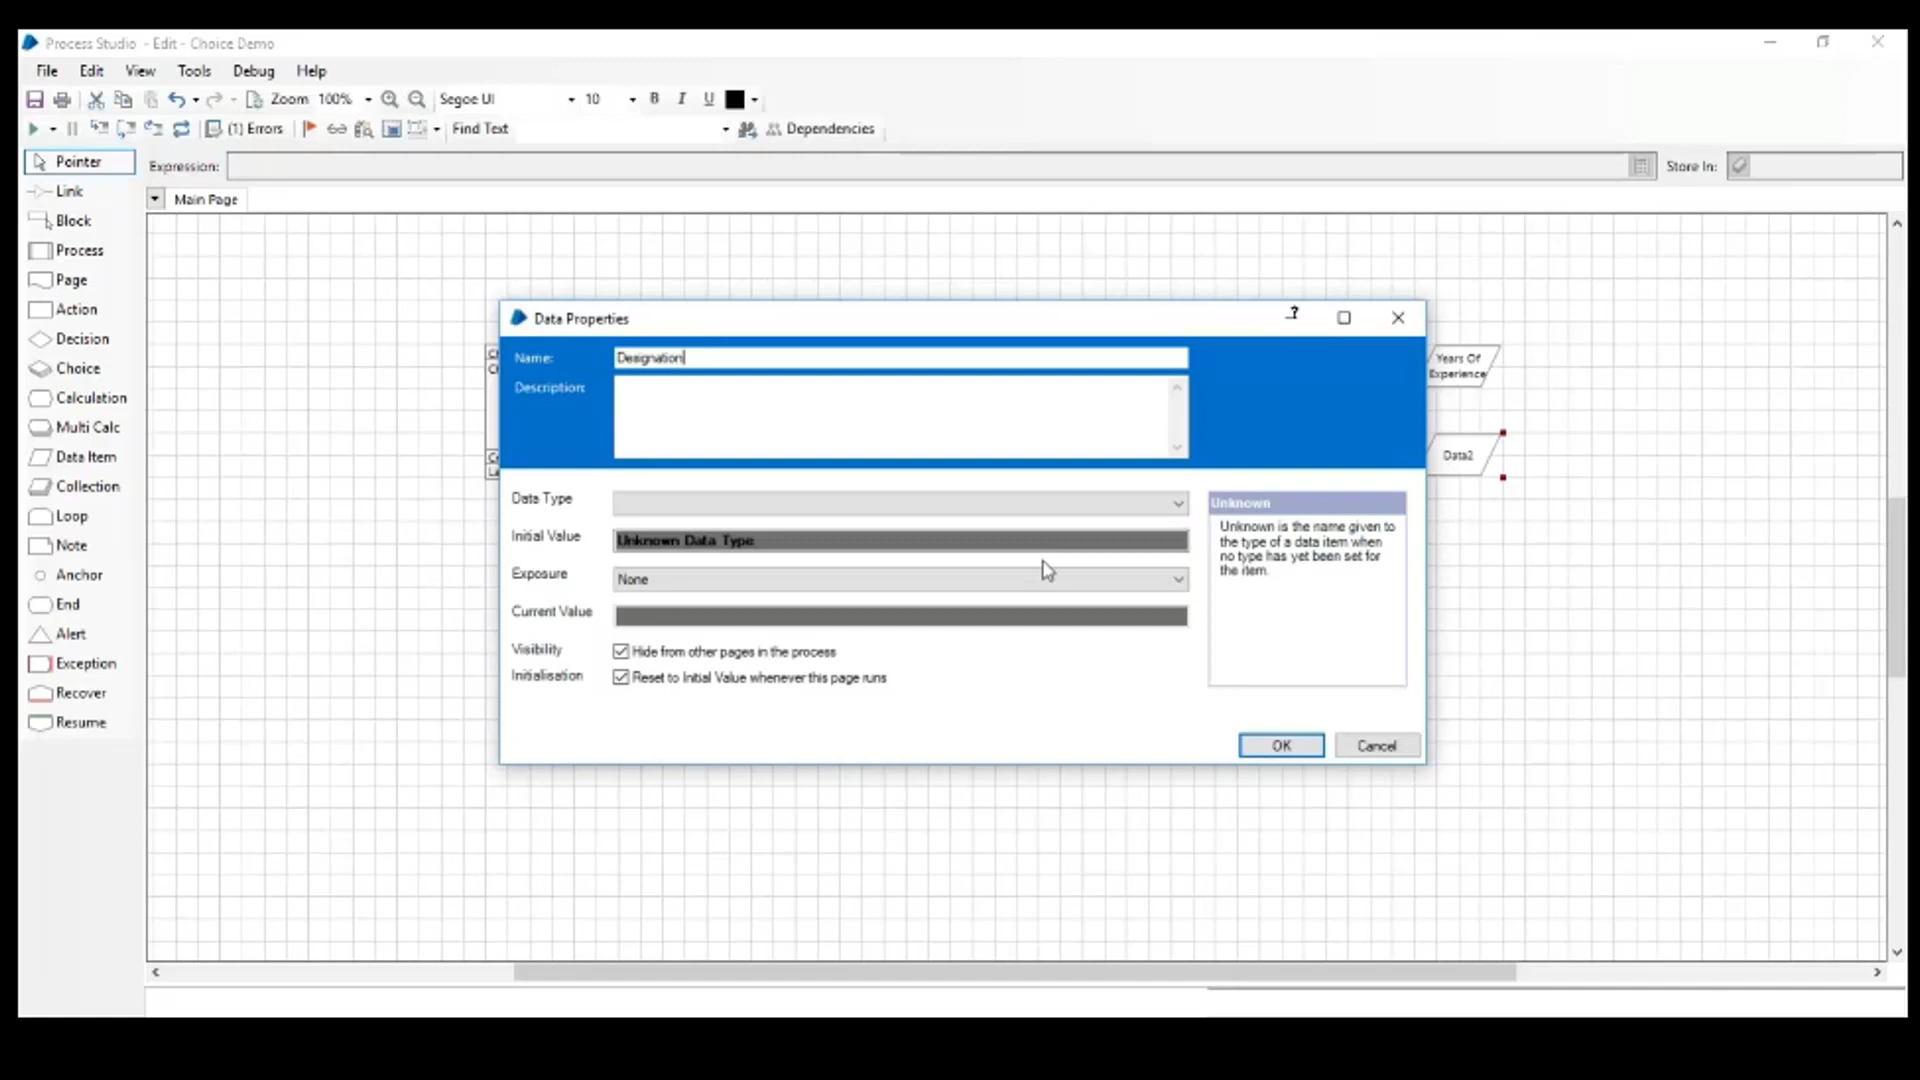 Process Studio - Edit - Choice Demo
File Edit View Tools Debug Help
Zoom 100% Segoe UI 10 B I U
(1) Errors Find Text Dependencies
Pointer
Expression: Store In:
Link
Main Page
Block
Process
Page
Action
Decision
Choice
Calculation
Multi Calc
Data Item
Collection
Loop
Note
Anchor
End
Alert
Exception
Recover
Resume
Data Properties
?
Name: Designation
Description:
Data Type
Initial Value Unknown Data Type
Exposure None
Current Value
Visibility Hide from other pages in the process
Initialisation Reset to Initial Value whenever this page runs
Unknown
Unknown is the name given to
the type of a data item when
no type has yet been set for
the item.
OK Cancel
Years Of
Experience
Data2